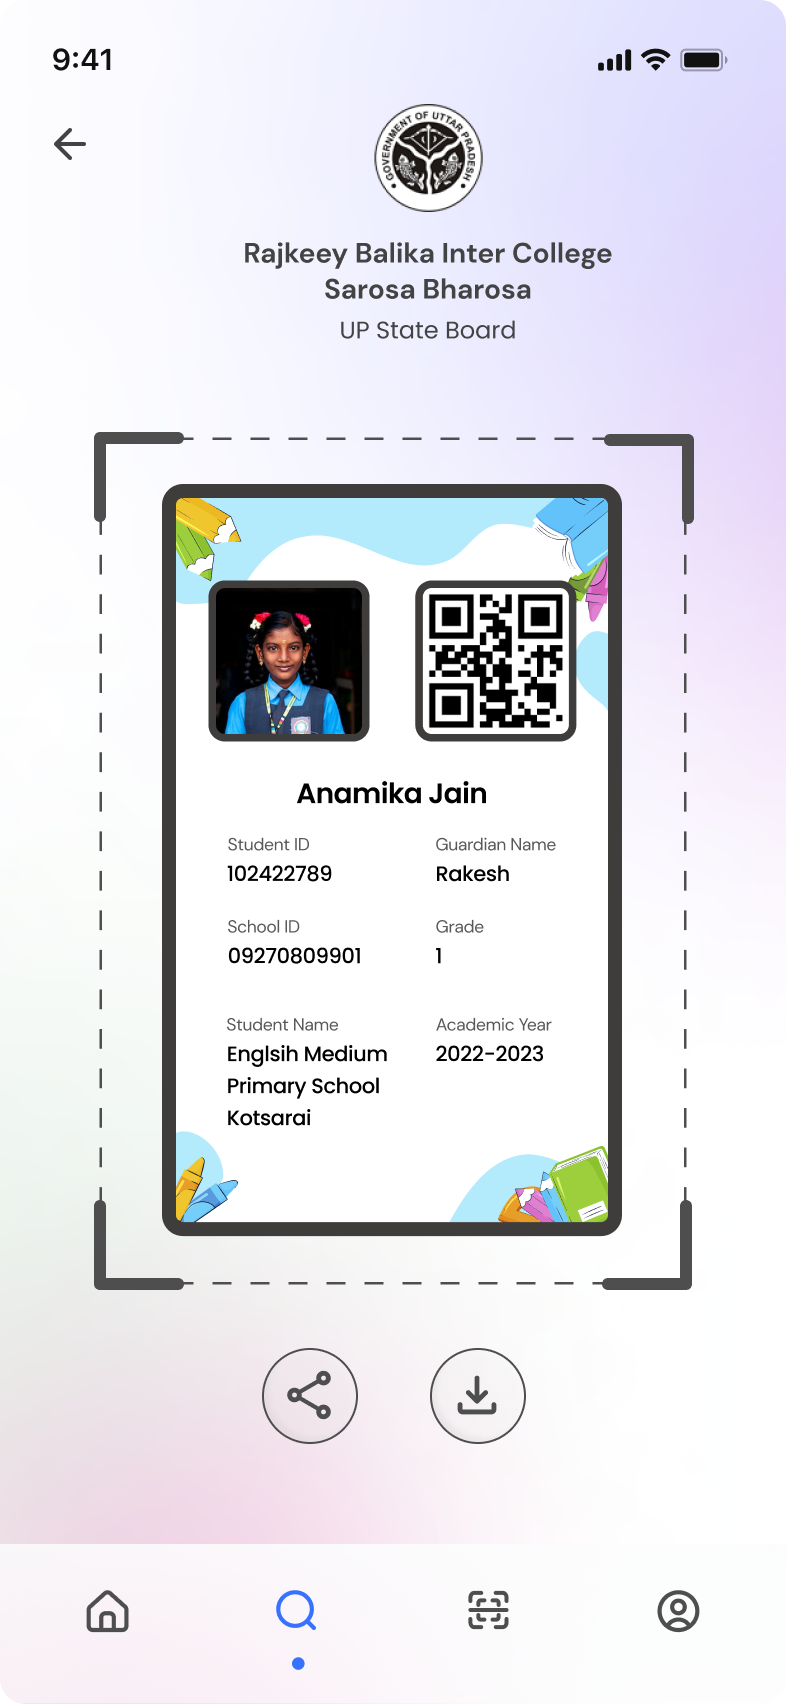 9:41
GOVERNMENT OF UTTAR PRADESH
Rajkeey Balika Inter College
Sarosa Bharosa
UP State Board
Anamika Jain
Student ID
102422789
Guardian Name
Rakesh
School ID
09270809901
Grade
1
Student Name
Englsih Medium
Primary School
Kotsarai
Academic Year
2022-2023